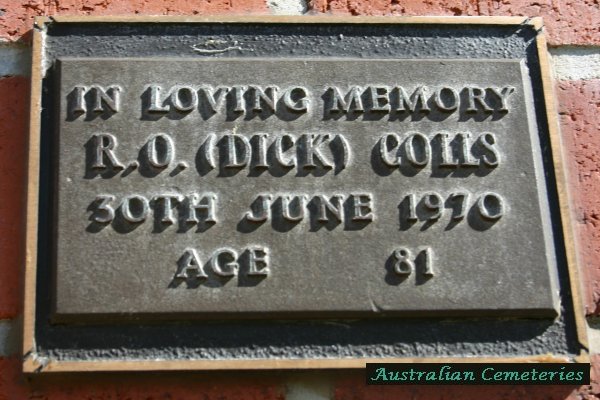 IN LOVING MEMORY
R.O. (DICK) COLLS
30TH JUNE 1970
AGE 81
Australian Cemeteries